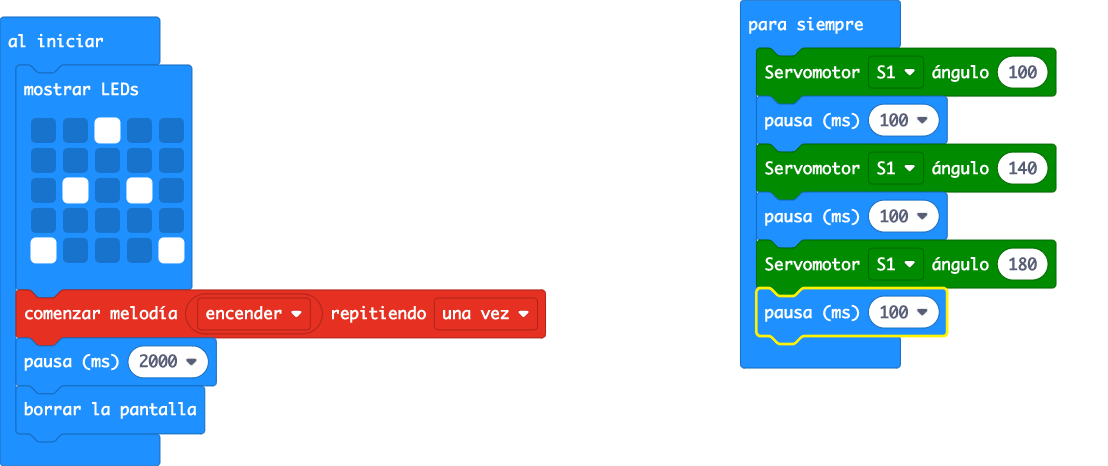 al iniciar
mostrar LEDs
comenzar melodía encender repitiendo una vez
pausa (ms) 2000
borrar la pantalla
para siempre
Servomotor S1 ángulo 100
pausa (ms) 100
Servomotor S1 ángulo 140
pausa (ms) 100
Servomotor S1 ángulo 180
pausa (ms) 100